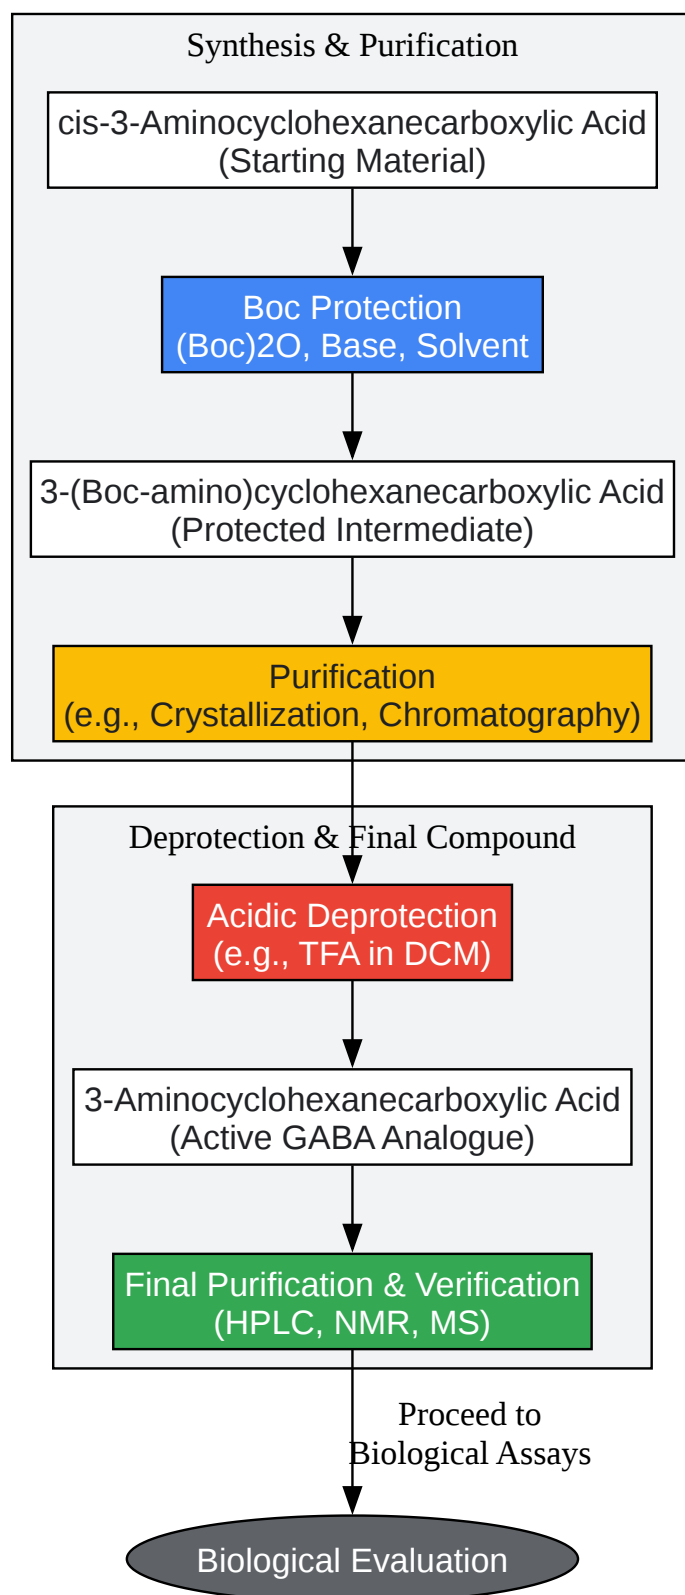 Synthesis & Purification
cis-3-Aminocyclohexanecarboxylic Acid
(Starting Material)
Boc Protection
(Boc)2O, Base, Solvent
3-(Boc-amino)cyclohexanecarboxylic Acid
(Protected Intermediate)
Purification
(e.g., Crystallization, Chromatography)
Deprotection & Final Compound
Acidic Deprotection
(e.g., TFA in DCM)
3-Aminocyclohexanecarboxylic Acid
(Active GABA Analogue)
Final Purification & Verification
(HPLC, NMR, MS)
Proceed to
Biological Assays
Biological Evaluation